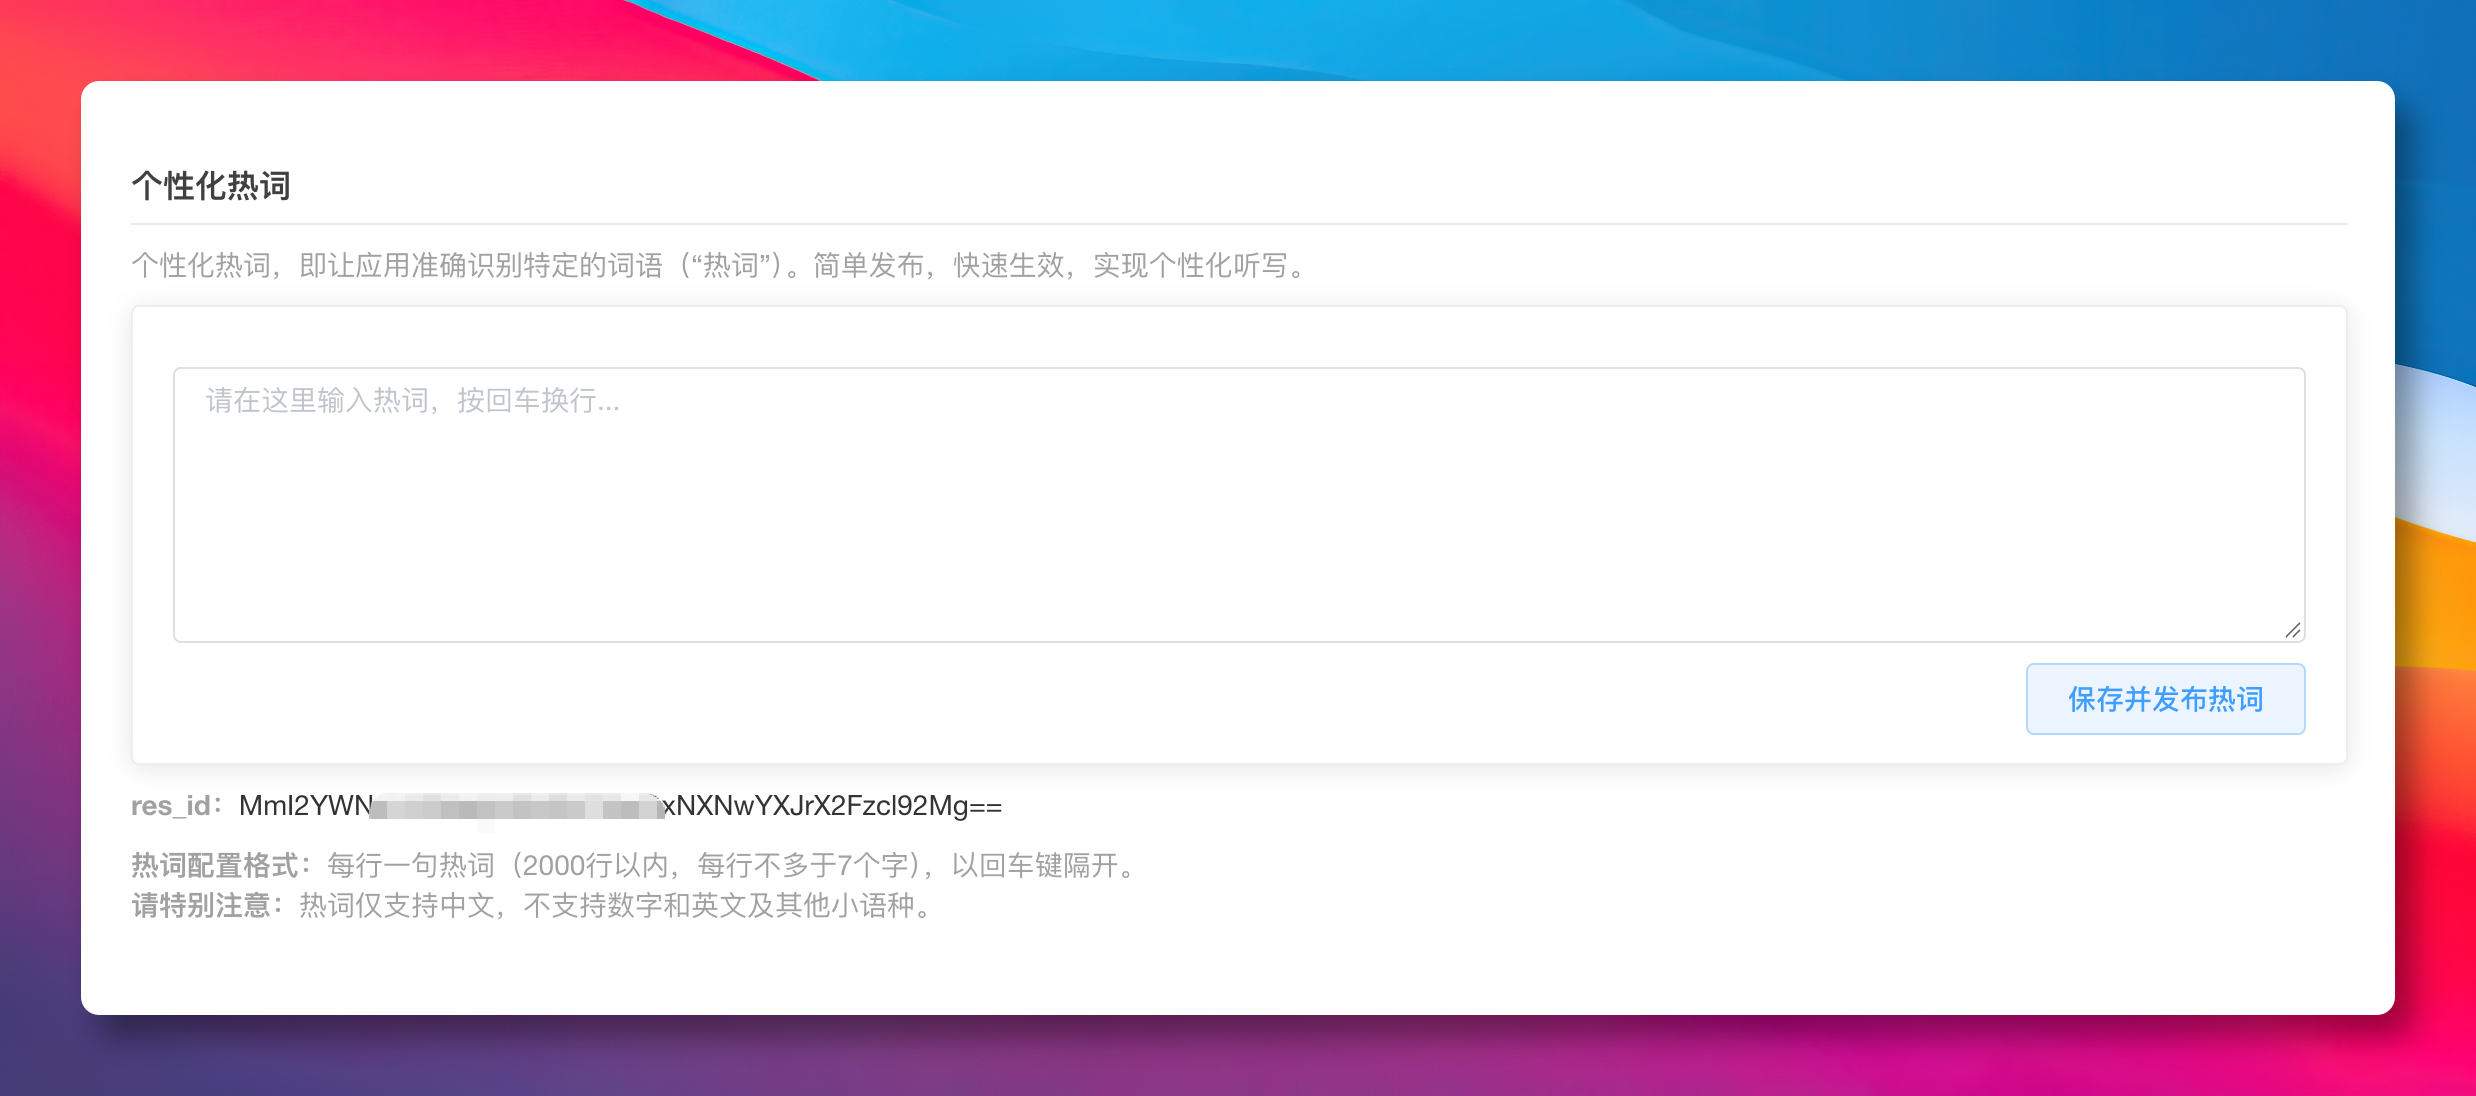 个性化热词
个性化热词，即让应用准确识别特定的词语（“热词”）。简单发布，快速生效，实现个性化听写。
请在这里输入热词，按回车换行...
保存并发布热词
res_id：MmI2YWN xNXNwYXJrX2Fzcl92Mg==
热词配置格式：每行一句热词（2000行以内，每行不多于7个字），以回车键隔开。
请特别注意：热词仅支持中文，不支持数字和英文及其他小语种。